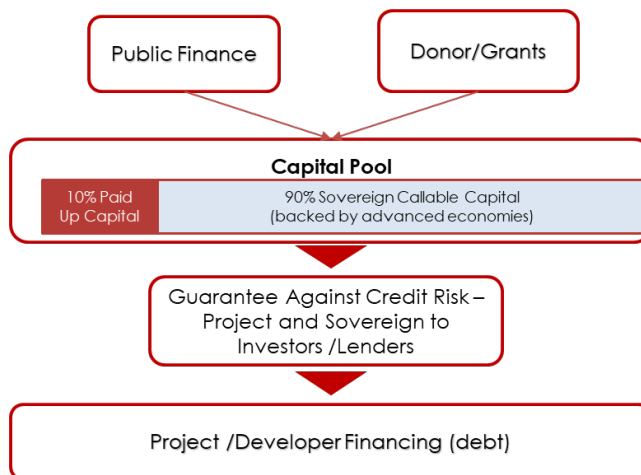 Public Finance
Donor/Grants
Capital Pool
10% Paid
Up Capital
90% Sovereign Callable Capital
(backed by advanced economies)
Guarantee Against Credit Risk –
Project and Sovereign to
Investors /Lenders
Project /Developer Financing (debt)